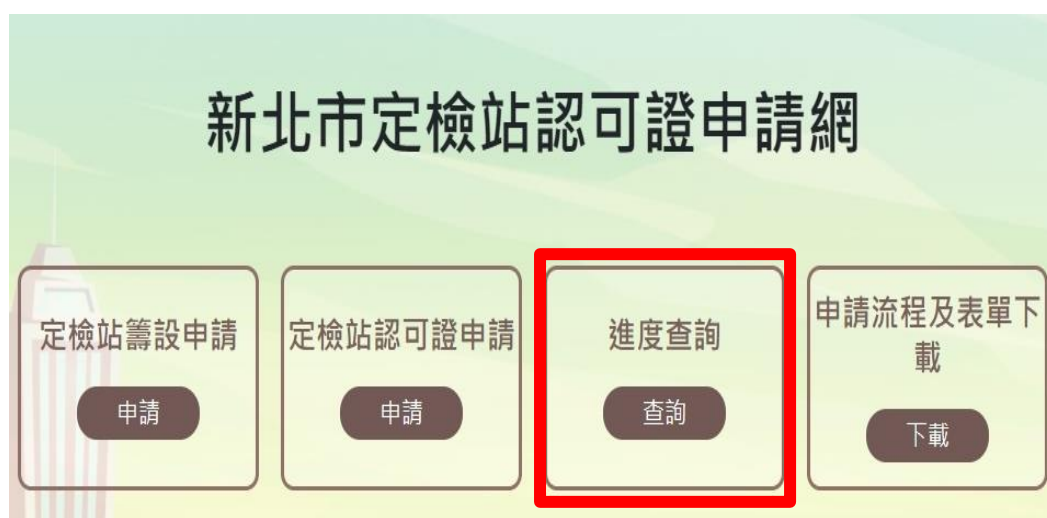 新北市定檢站認可證申請網
定檢站籌設申請
申請
定檢站認可證申請
申請
進度查詢
查詢
申請流程及表單下
載
下載